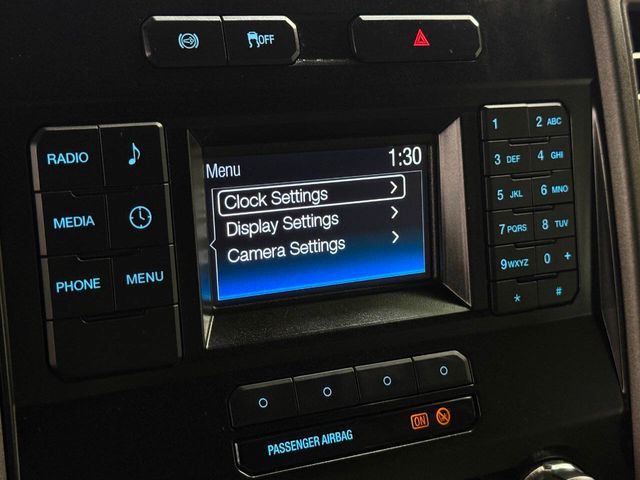 OFF
RADIO
MEDIA
PHONE MENU
Menu 1:30
Clock Settings
Display Settings
Camera Settings
1 2 ABC
3 DEF 4 GHI
5 JKL 6 MNO
7 PQRS 8 TUV
9 WXYZ 0 +
* #
PASSENGER AIRBAG ON